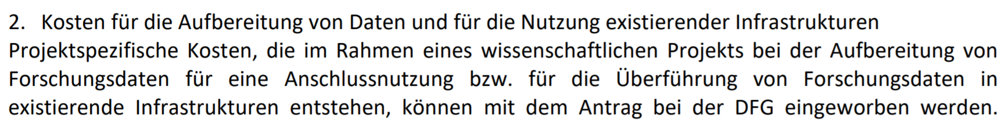 2. Kosten für die Aufbereitung von Daten und für die Nutzung existierender Infrastrukturen
Projektspezifische Kosten, die im Rahmen eines wissenschaftlichen Projekts bei der Aufbereitung von
Forschungsdaten für eine Anschlussnutzung bzw. für die Überführung von Forschungsdaten in
existierende Infrastrukturen entstehen, können mit dem Antrag bei der DFG eingeworben werden.